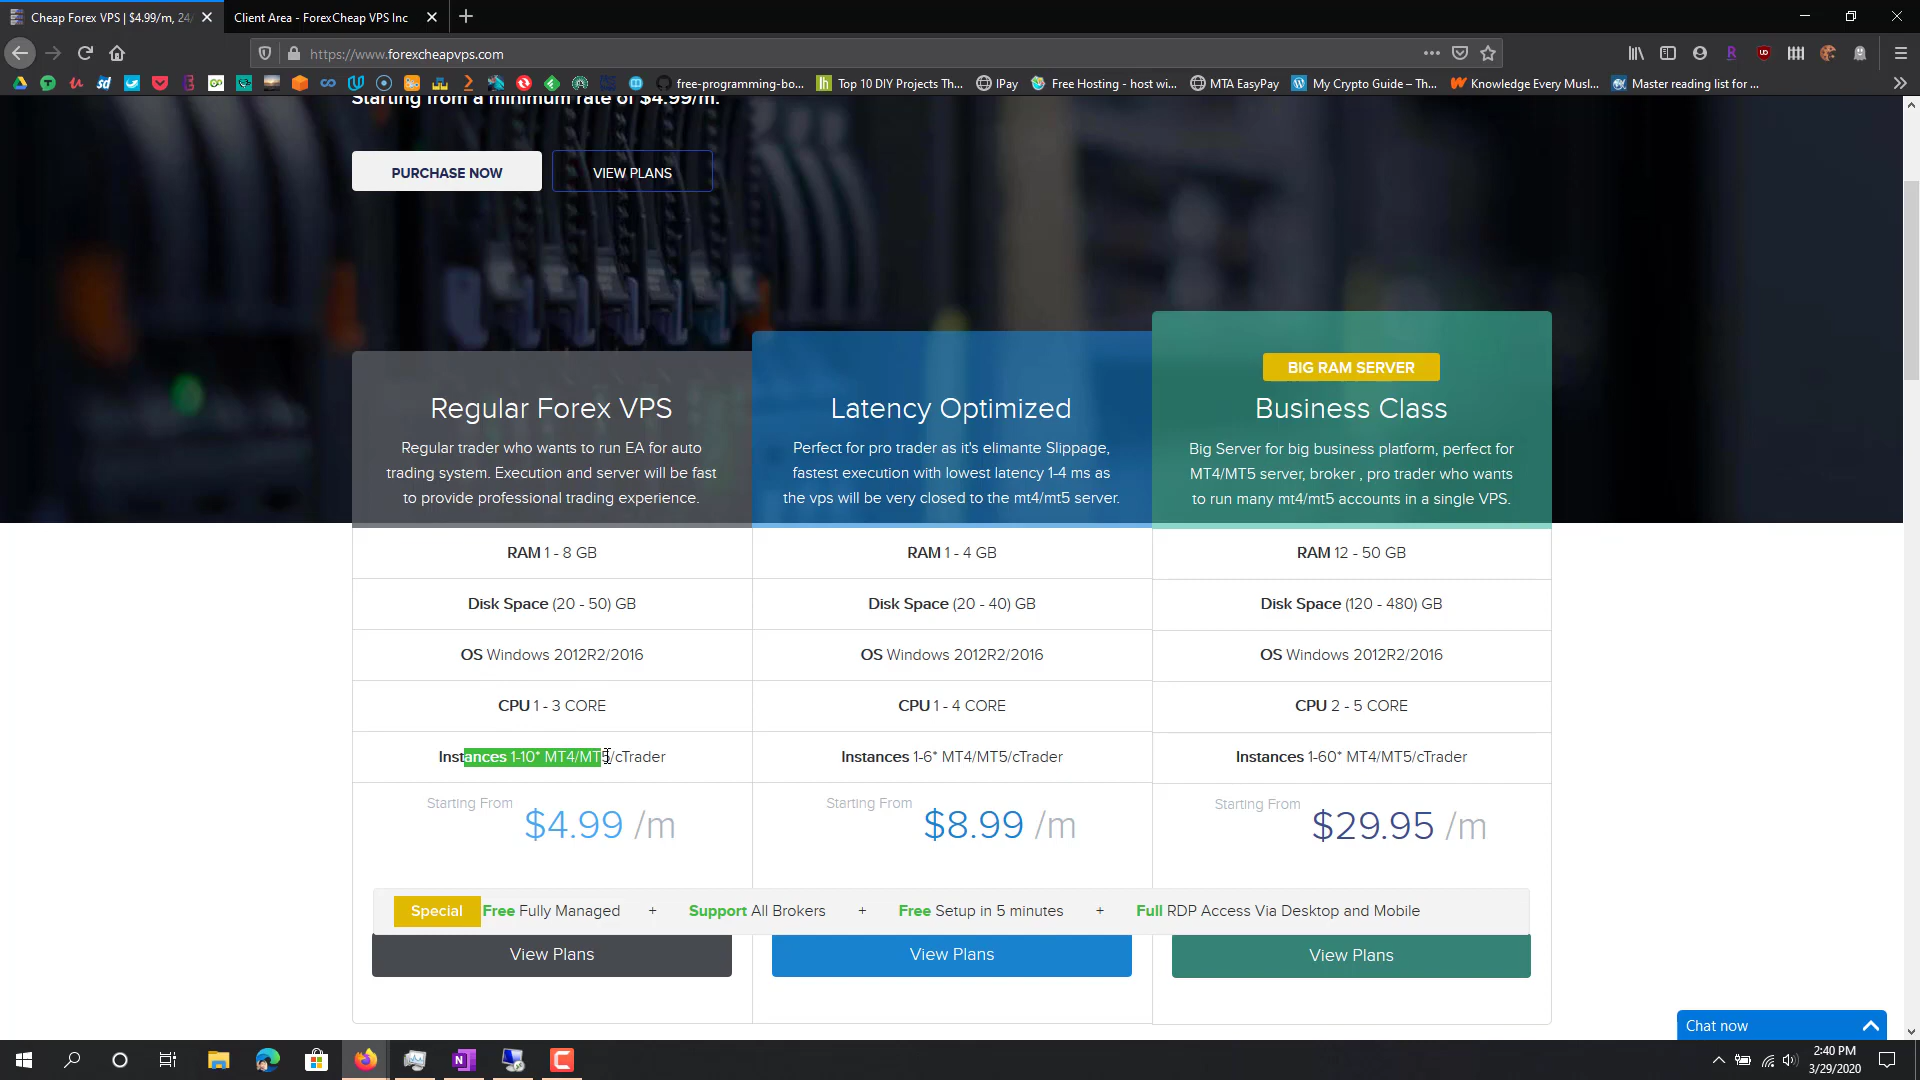 Cheap Forex VPS | $4.99/m, 24/
Client Area - ForexCheap VPS Inc
https://www.forexcheapvps.com
free-programming-bo...
Top 10 DIY Projects Th...
IPay
Free Hosting - host wi...
MTA EasyPay
My Crypto Guide – Th...
Knowledge Every Musl...
Master reading list for ...
Starting from a minimum rate of $4.99/m.
PURCHASE NOW
VIEW PLANS
Regular Forex VPS
Regular trader who wants to run EA for auto
trading system. Execution and server will be fast
to provide professional trading experience.
RAM 1 - 8 GB
Disk Space (20 - 50) GB
OS Windows 2012R2/2016
CPU 1 - 3 CORE
Instances 1-10* MT4/MT5/cTrader
Starting From
$4.99 /m
Latency Optimized
Perfect for pro trader as it's elimante Slippage,
fastest execution with lowest latency 1-4 ms as
the vps will be very closed to the mt4/mt5 server.
RAM 1 - 4 GB
Disk Space (20 - 40) GB
OS Windows 2012R2/2016
CPU 1 - 4 CORE
Instances 1-6* MT4/MT5/cTrader
Starting From
$8.99 /m
BIG RAM SERVER
Business Class
Big Server for big business platform, perfect for
MT4/MT5 server, broker , pro trader who wants
to run many mt4/mt5 accounts in a single VPS.
RAM 12 - 50 GB
Disk Space (120 - 480) GB
OS Windows 2012R2/2016
CPU 2 - 5 CORE
Instances 1-60* MT4/MT5/cTrader
Starting From
$29.95 /m
Special Free Fully Managed + Support All Brokers + Free Setup in 5 minutes + Full RDP Access Via Desktop and Mobile
View Plans
View Plans
View Plans
Chat now
2:40 PM
3/29/2020